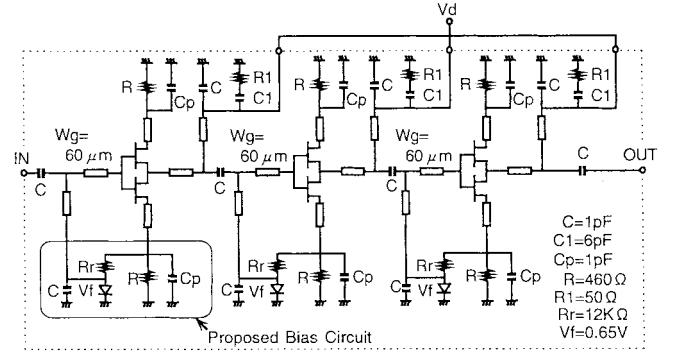 Vd
R
Cp
C
R1
C1
R
Cp
C
R1
C1
R
Cp
C
R1
C1
Wg=
60 μm
Wg=
60 μm
Wg=
60 μm
IN
OUT
C
C
C
C
Rr
R
Cp
C
Vf
Rr
R
Cp
C
Vf
Rr
R
Cp
C
Vf
C=1pF
C1=6pF
Cp=1pF
R=460Ω
R1=50Ω
Rr=12KΩ
Vf=0.65V
Proposed Bias Circuit